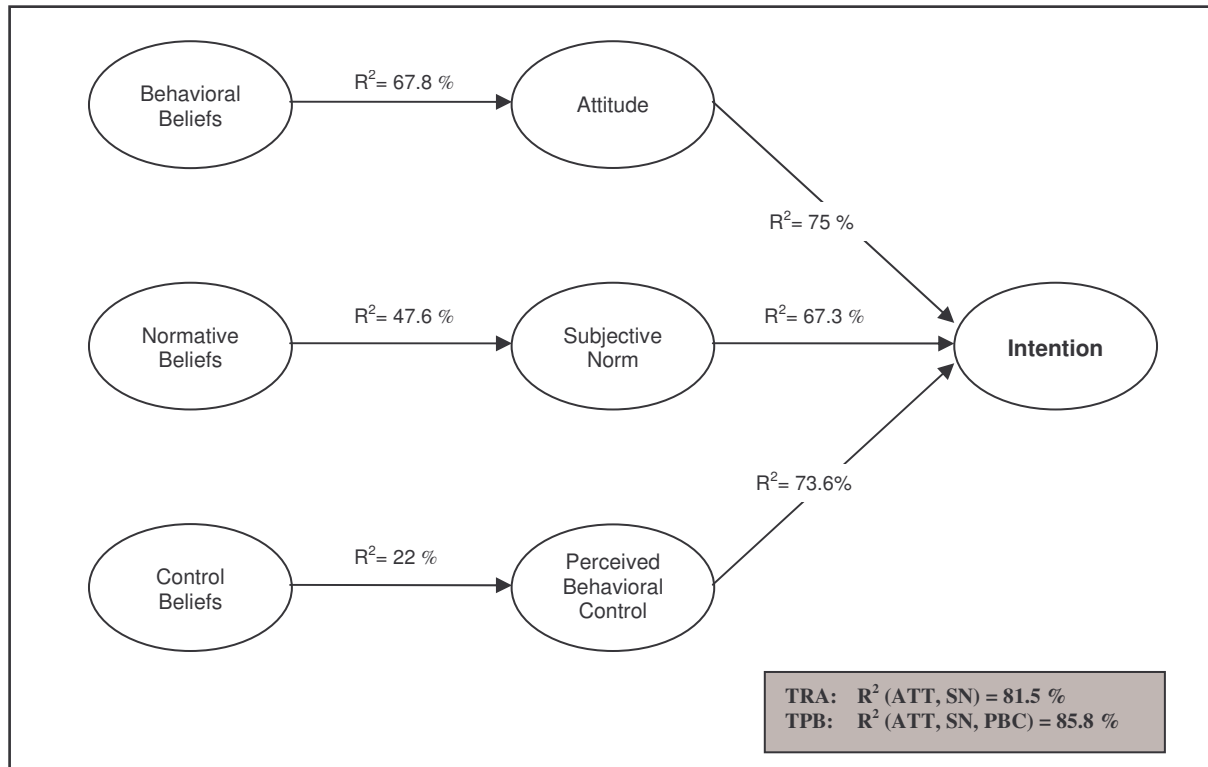 Behavioral
Beliefs
R²= 67.8 %
Attitude
R²= 75 %
Normative
Beliefs
R²= 47.6 %
Subjective
Norm
R²= 67.3 %
Intention
R²= 73.6%
Control
Beliefs
R²= 22 %
Perceived
Behavioral
Control
TRA: R² (ATT, SN) = 81.5 %
TPB: R² (ATT, SN, PBC) = 85.8 %